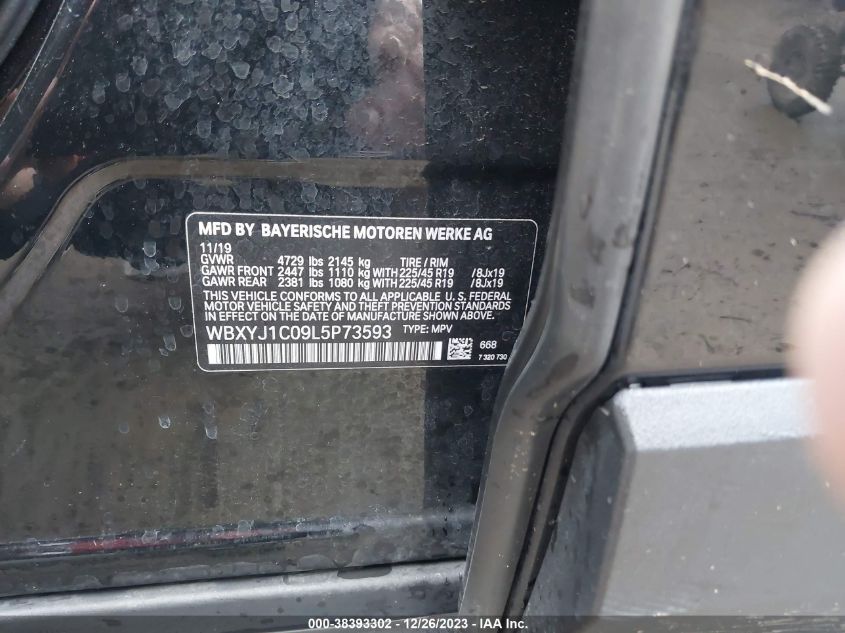 MFD BY BAYERISCHE MOTOREN WERKE AG
11/19
GVWR 4729 lbs 2145 kg TIRE / RIM
GAWR FRONT 2447 lbs 1110 kg WITH 225/45 R19 /8Jx19
GAWR REAR 2381 lbs 1080 kg WITH 225/45 R19 /8Jx19
THIS VEHICLE CONFORMS TO ALL APPLICABLE U. S. FEDERAL
MOTOR VEHICLE SAFETY AND THEFT PREVENTION STANDARDS
IN EFFECT ON THE DATE OF MANUFACTURE SHOWN ABOVE.
WBXYJ1C09L5P73593 TYPE: MPV
668
7 320 730
000-38393302 - 12/26/2023 - IAA Inc.